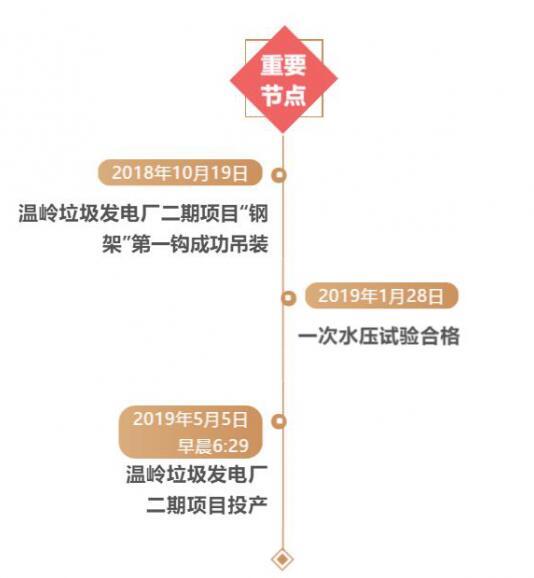 重要
节点
2018年10月19日
温岭垃圾发电厂二期项目“钢
架”第一钩成功吊装
2019年1月28日
一次水压试验合格
2019年5月5日
早晨6:29
温岭垃圾发电厂
二期项目投产